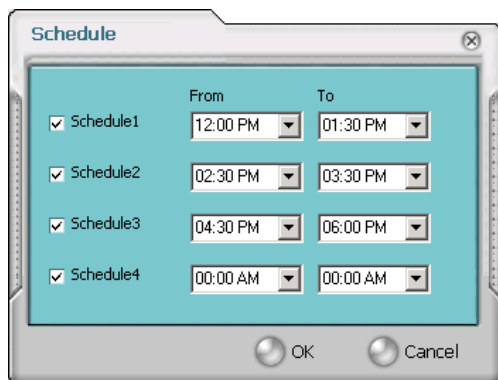 Schedule
From To
Schedule1 12:00 PM 01:30 PM
Schedule2 02:30 PM 03:30 PM
Schedule3 04:30 PM 06:00 PM
Schedule4 00:00 AM 00:00 AM
OK Cancel